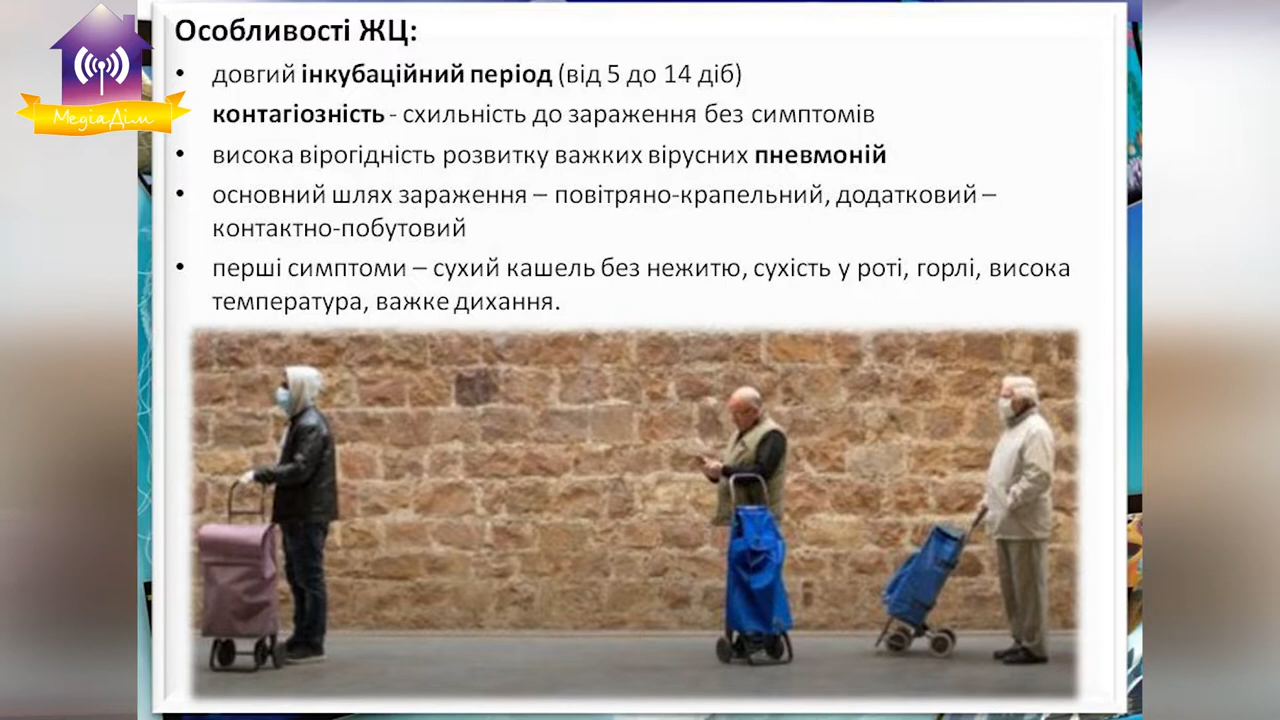 Особливості ЖЦ:
• довгий інкубаційний період (від 5 до 14 діб)
контагіозність - схильність до зараження без симптомів
• висока вірогідність розвитку важких вірусних пневмоній
• основний шлях зараження – повітряно-крапельний, додатковий –
контактно-побутовий
• перші симптоми – сухий кашель без нежитю, сухість у роті, горлі, висока
температура, важке дихання.
МедіаДім